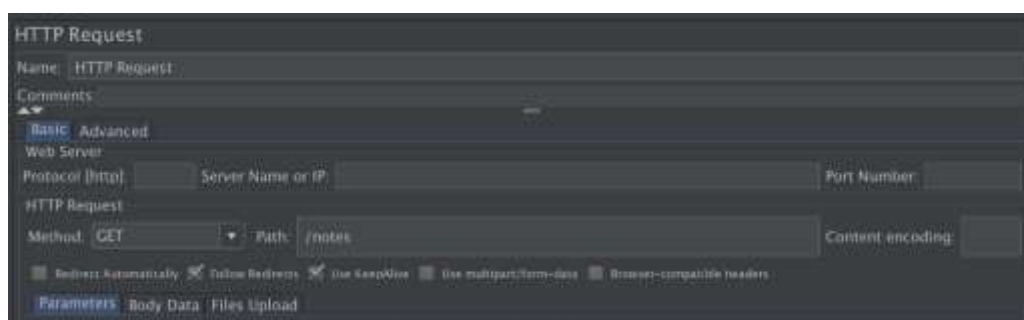 HTTP Request
Name: HTTP Request
Comments
Basic Advanced
Web Server
Protocol [http] Server Name or IP: Port Number:
HTTP Request
Method: GET Path: /notes Content encoding:
Redirect Automatically Follow Redirects Use KeepAlive Use multipart/form-data Browser-compatible headers
Parameters Body Data Files Upload